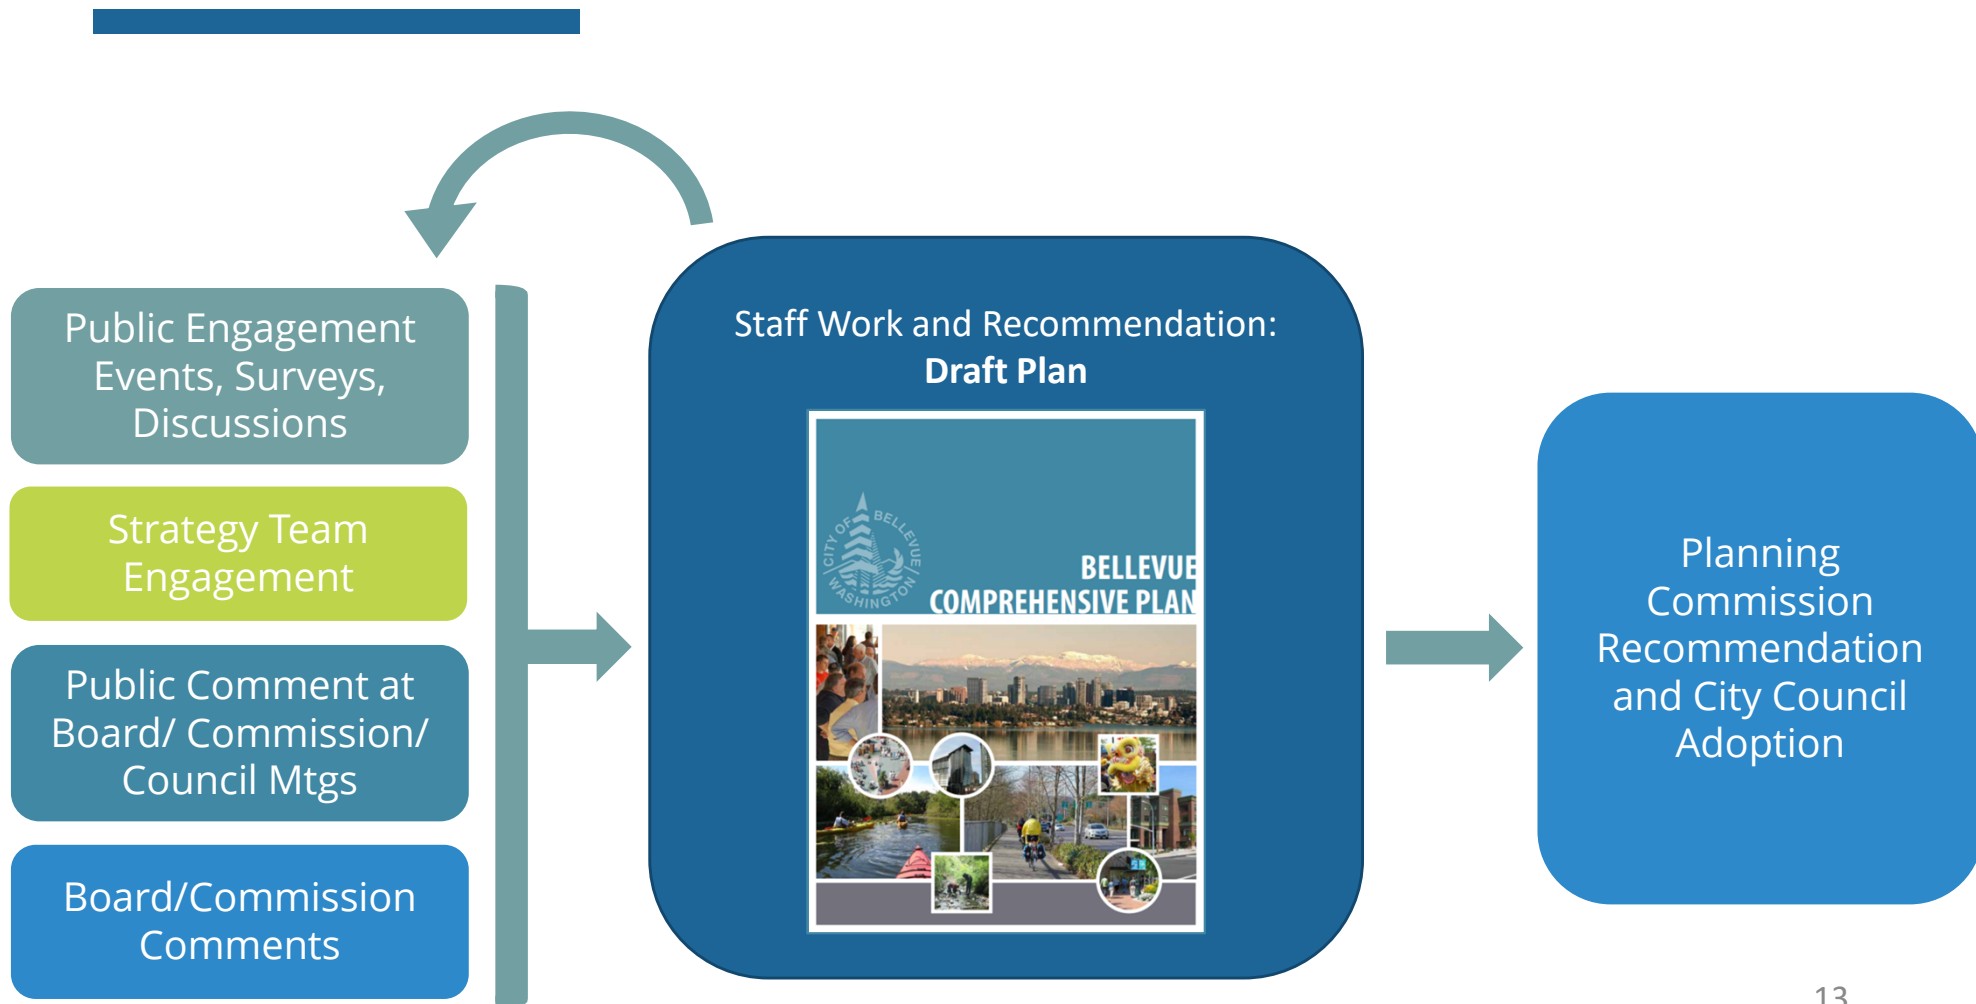 Public Engagement
Events, Surveys,
Discussions
Strategy Team
Engagement
Public Comment at
Board/ Commission/
Council Mtgs
Board/Commission
Comments
Staff Work and Recommendation:
Draft Plan
CITY OF BELLEVUE
WASHINGTON
BELLEVUE
COMPREHENSIVE PLAN
Planning
Commission
Recommendation
and City Council
Adoption
13